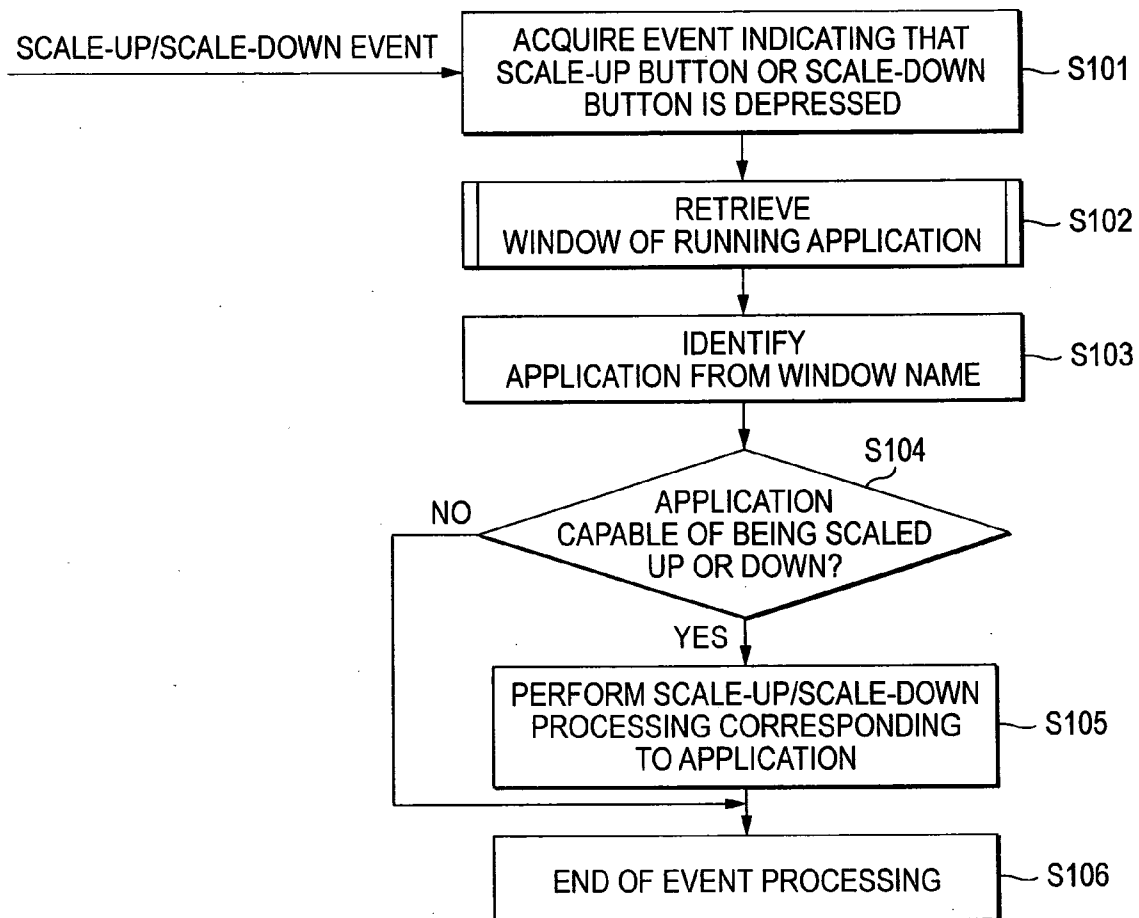 SCALE-UP/SCALE-DOWN EVENT
ACQUIRE EVENT INDICATING THAT
SCALE-UP BUTTON OR SCALE-DOWN
BUTTON IS DEPRESSED
S101
RETRIEVE
WINDOW OF RUNNING APPLICATION
S102
IDENTIFY
APPLICATION FROM WINDOW NAME
S103
S104
APPLICATION
CAPABLE OF BEING SCALED
UP OR DOWN?
NO
YES
PERFORM SCALE-UP/SCALE-DOWN
PROCESSING CORRESPONDING
TO APPLICATION
S105
END OF EVENT PROCESSING
S106